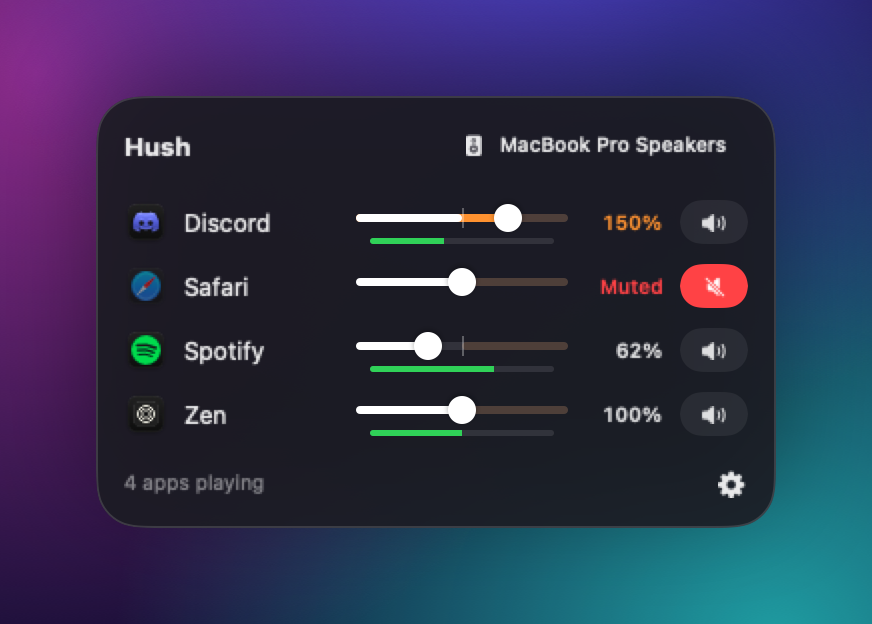 Hush MacBook Pro Speakers
Discord 150%
Safari Muted
Spotify 62%
Zen 100%
4 apps playing